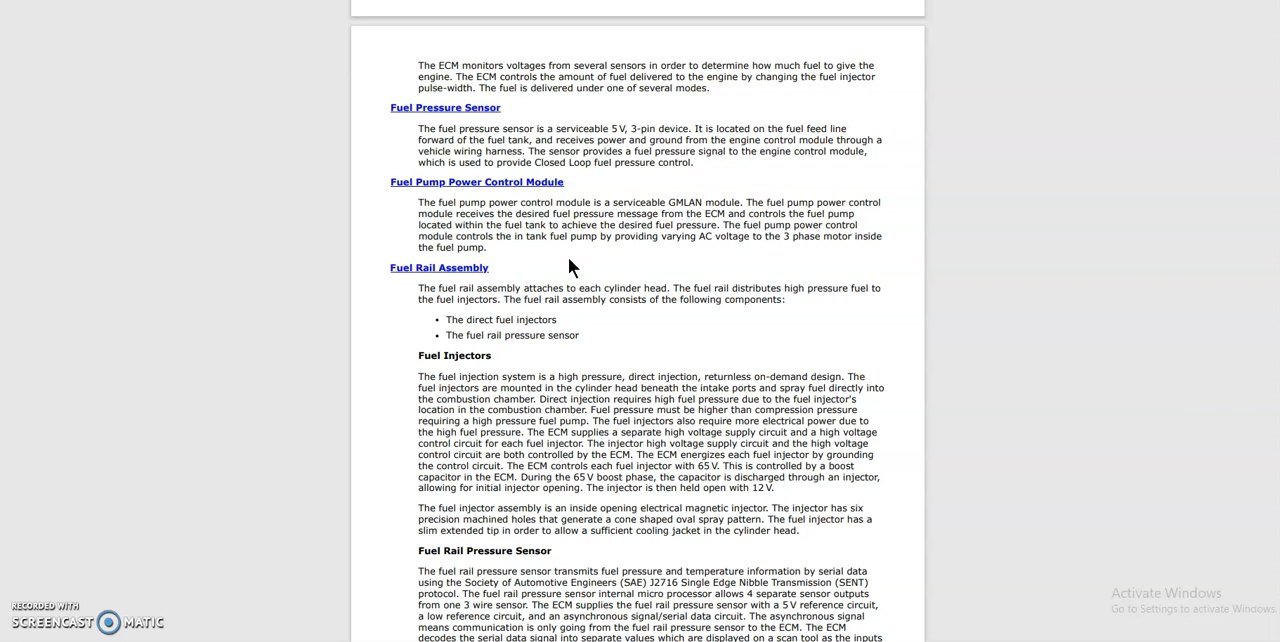 The ECM monitors voltages from several sensors in order to determine how much fuel to give the
engine. The ECM controls the amount of fuel delivered to the engine by changing the fuel injector
pulse-width. The fuel is delivered under one of several modes.
Fuel Pressure Sensor
The fuel pressure sensor is a serviceable 5 V, 3-pin device. It is located on the fuel feed line
forward of the fuel tank, and receives power and ground from the engine control module through a
vehicle wiring harness. The sensor provides a fuel pressure signal to the engine control module,
which is used to provide Closed Loop fuel pressure control.
Fuel Pump Power Control Module
The fuel pump power control module is a serviceable GMLAN module. The fuel pump power control
module receives the desired fuel pressure message from the ECM and controls the fuel pump
located within the fuel tank to achieve the desired fuel pressure. The fuel pump power control
module controls the in tank fuel pump by providing varying AC voltage to the 3 phase motor inside
the fuel pump.
Fuel Rail Assembly
The fuel rail assembly attaches to each cylinder head. The fuel rail distributes high pressure fuel to
the fuel injectors. The fuel rail assembly consists of the following components:
• The direct fuel injectors
• The fuel rail pressure sensor
Fuel Injectors
The fuel injection system is a high pressure, direct injection, returnless on-demand design. The
fuel injectors are mounted in the cylinder head beneath the intake ports and spray fuel directly into
the combustion chamber. Direct injection requires high fuel pressure due to the fuel injector's
location in the combustion chamber. Fuel pressure must be higher than compression pressure
requiring a high pressure fuel pump. The fuel injectors also require more electrical power due to
the high fuel pressure. The ECM supplies a separate high voltage supply circuit and a high voltage
control circuit for each fuel injector. The injector high voltage supply circuit and the high voltage
control circuit are both controlled by the ECM. The ECM energizes each fuel injector by grounding
the control circuit. The ECM controls each fuel injector with 65 V. This is controlled by a boost
capacitor in the ECM. During the 65 V boost phase, the capacitor is discharged through an injector,
allowing for initial injector opening. The injector is then held open with 12 V.
The fuel injector assembly is an inside opening electrical magnetic injector. The injector has six
precision machined holes that generate a cone shaped oval spray pattern. The fuel injector has a
slim extended tip in order to allow a sufficient cooling jacket in the cylinder head.
Fuel Rail Pressure Sensor
The fuel rail pressure sensor transmits fuel pressure and temperature information by serial data
using the Society of Automotive Engineers (SAE) J2716 Single Edge Nibble Transmission (SENT)
protocol. The fuel rail pressure sensor internal micro processor allows 4 separate sensor outputs
from one 3 wire sensor. The ECM supplies the fuel rail pressure sensor with a 5 V reference circuit,
a low reference circuit, and an asynchronous signal/serial data circuit. The asynchronous signal
means communication is only going from the fuel rail pressure sensor to the ECM. The ECM
decodes the serial data signal into separate values which are displayed on a scan tool as the inputs
Activate Windows
Go to Settings to activate Windows.
RECORDED WITH
SCREENCAST MATIC